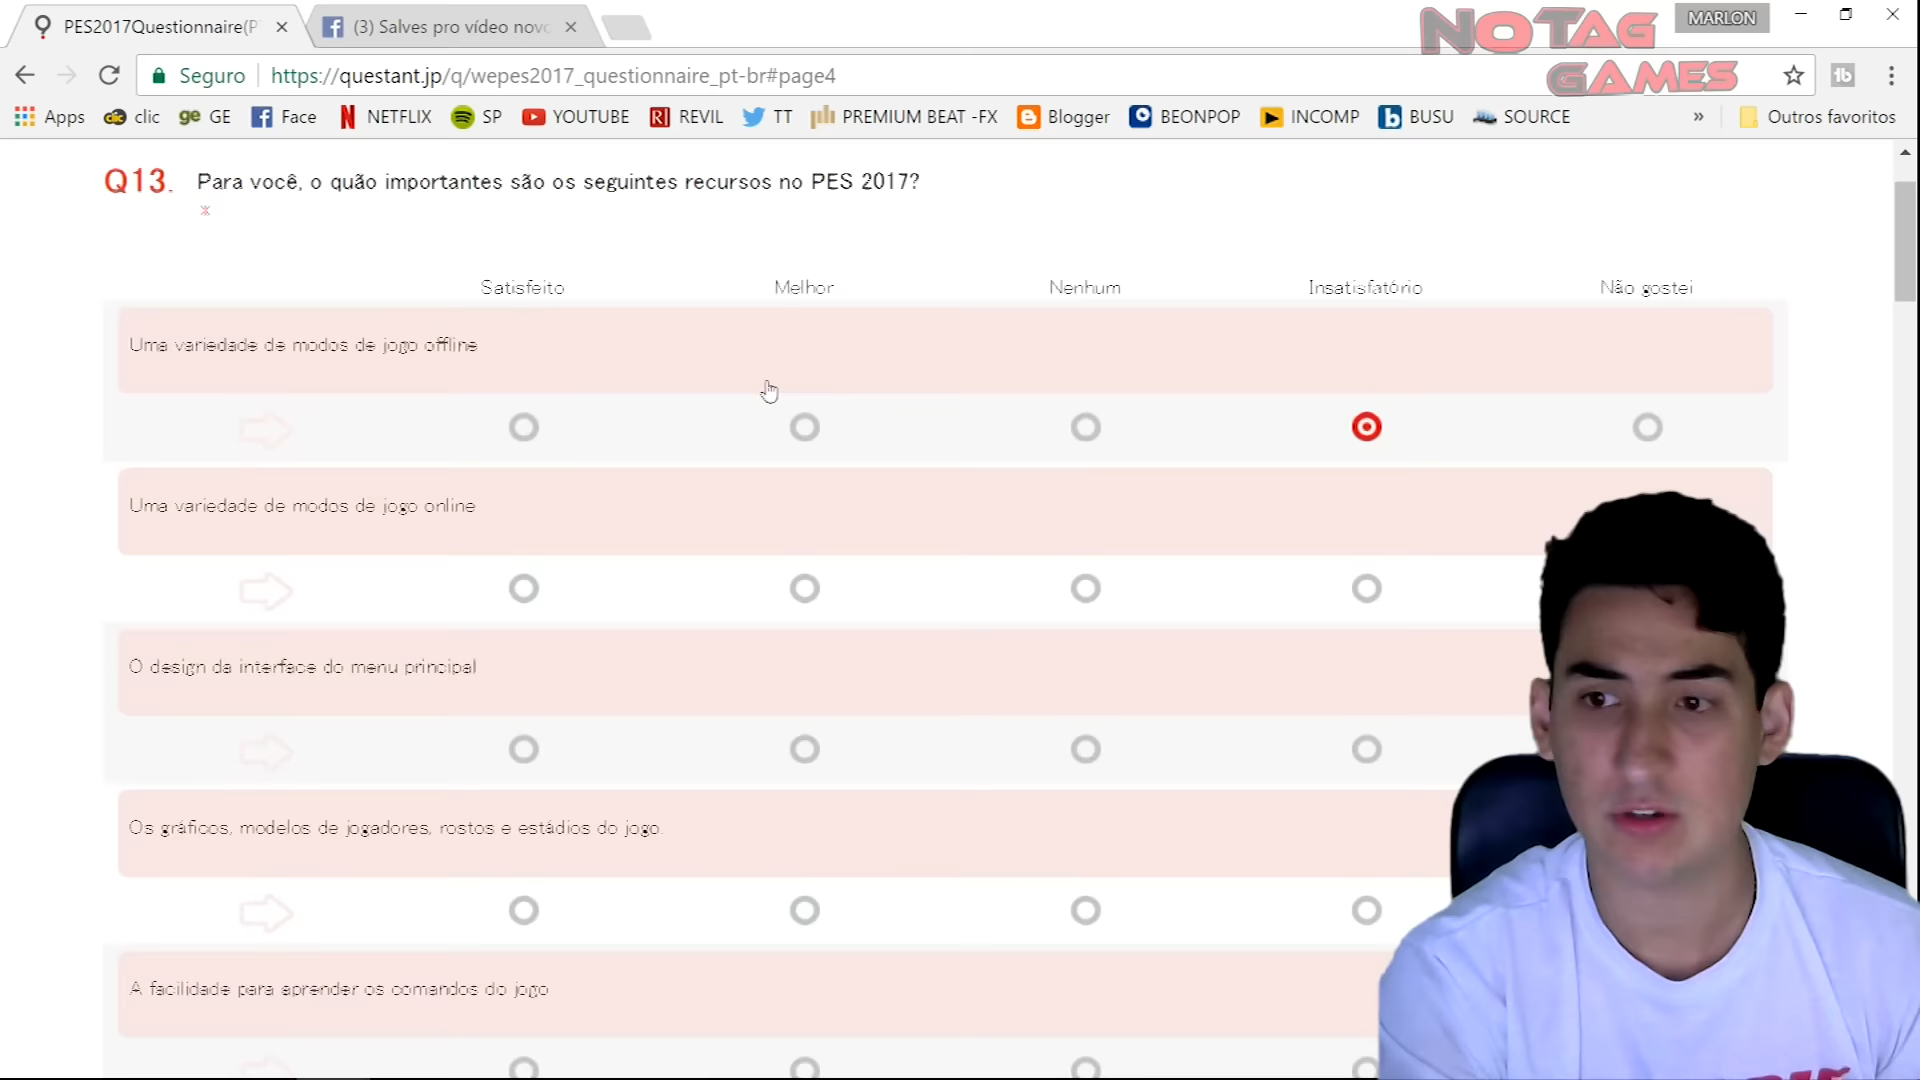 PES2017Questionnaire(P
(3) Salves pro vídeo novo
NoTAG
GAMES
MARLON
Seguro
https://questant.jp/q/wepes2017_questionnaire_pt-br#page4
Apps
clic
GE
Face
NETFLIX
SP
YOUTUBE
REVIL
TT
PREMIUM BEAT -FX
Blogger
BEONPOP
INCOMP
BUSU
SOURCE
»
Outros favoritos
Q13. Para você, o quão importantes são os seguintes recursos no PES 2017?
※
Satisfeito Melhor Nenhum Insatisfatório Não gostei
Uma variedade de modos de jogo offline
Uma variedade de modos de jogo online
O design da interface do menu principal
Os gráficos, modelos de jogadores, rostos e estádios do jogo.
A facilidade para aprender os comandos do jogo